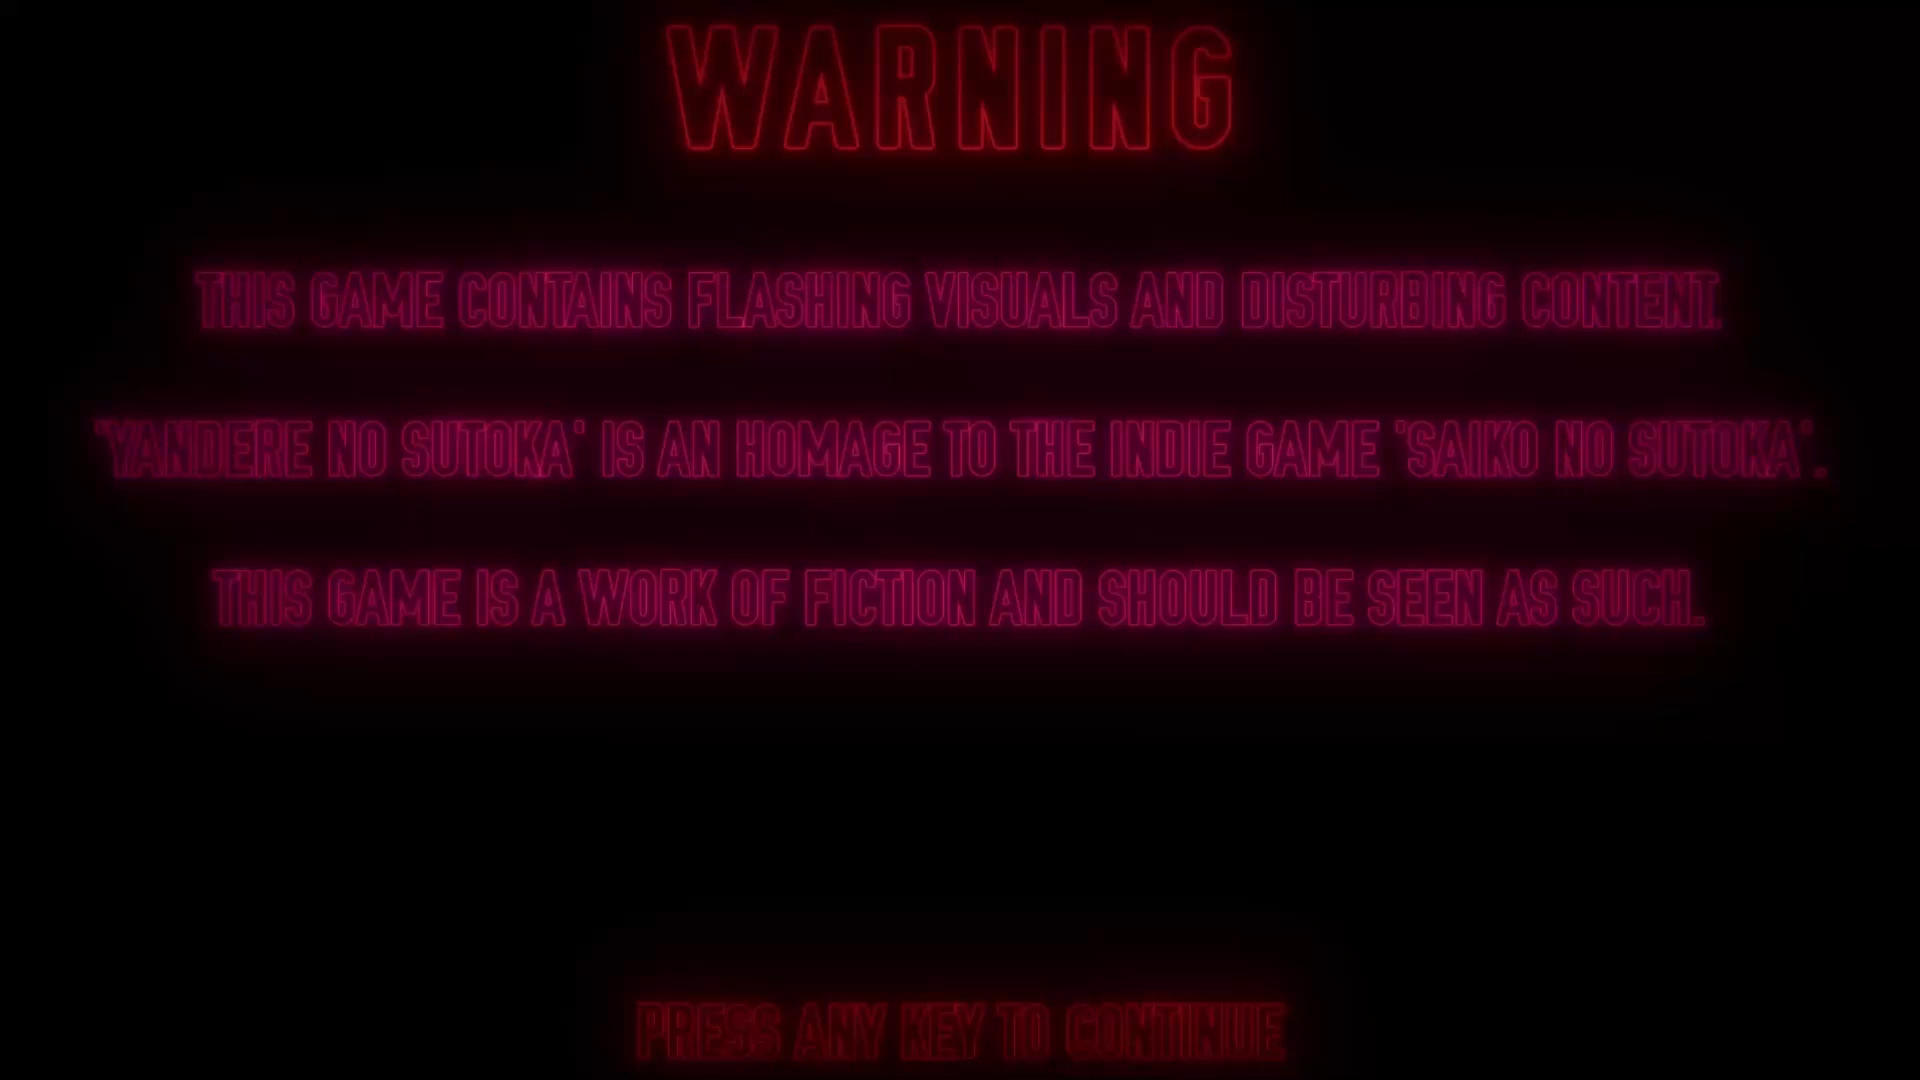 WARNING
THIS GAME CONTAINS FLASHING VISUALS AND DISTURBING CONTENT.
'YANDERE NO SUTOKA' IS AN HOMAGE TO THE INDIE GAME 'SAIKO NO SUTOKA'.
THIS GAME IS A WORK OF FICTION AND SHOULD BE SEEN AS SUCH.
PRESS ANY KEY TO CONTINUE